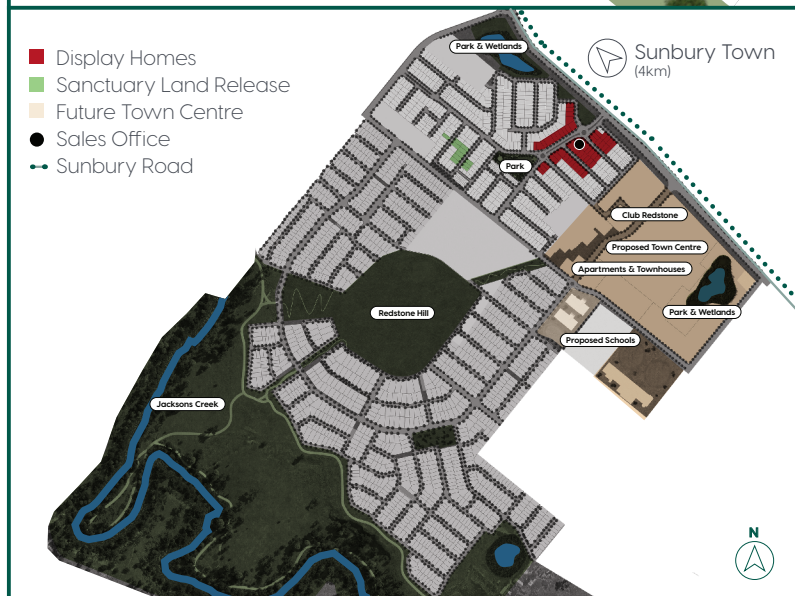 Display Homes
Sanctuary Land Release
Future Town Centre
Sales Office
Sunbury Road
Park & Wetlands
Sunbury Town
(4km)
Park
Club Redstone
Proposed Town Centre
Apartments & Townhouses
Park & Wetlands
Redstone Hill
Proposed Schools
Jacksons Creek
N